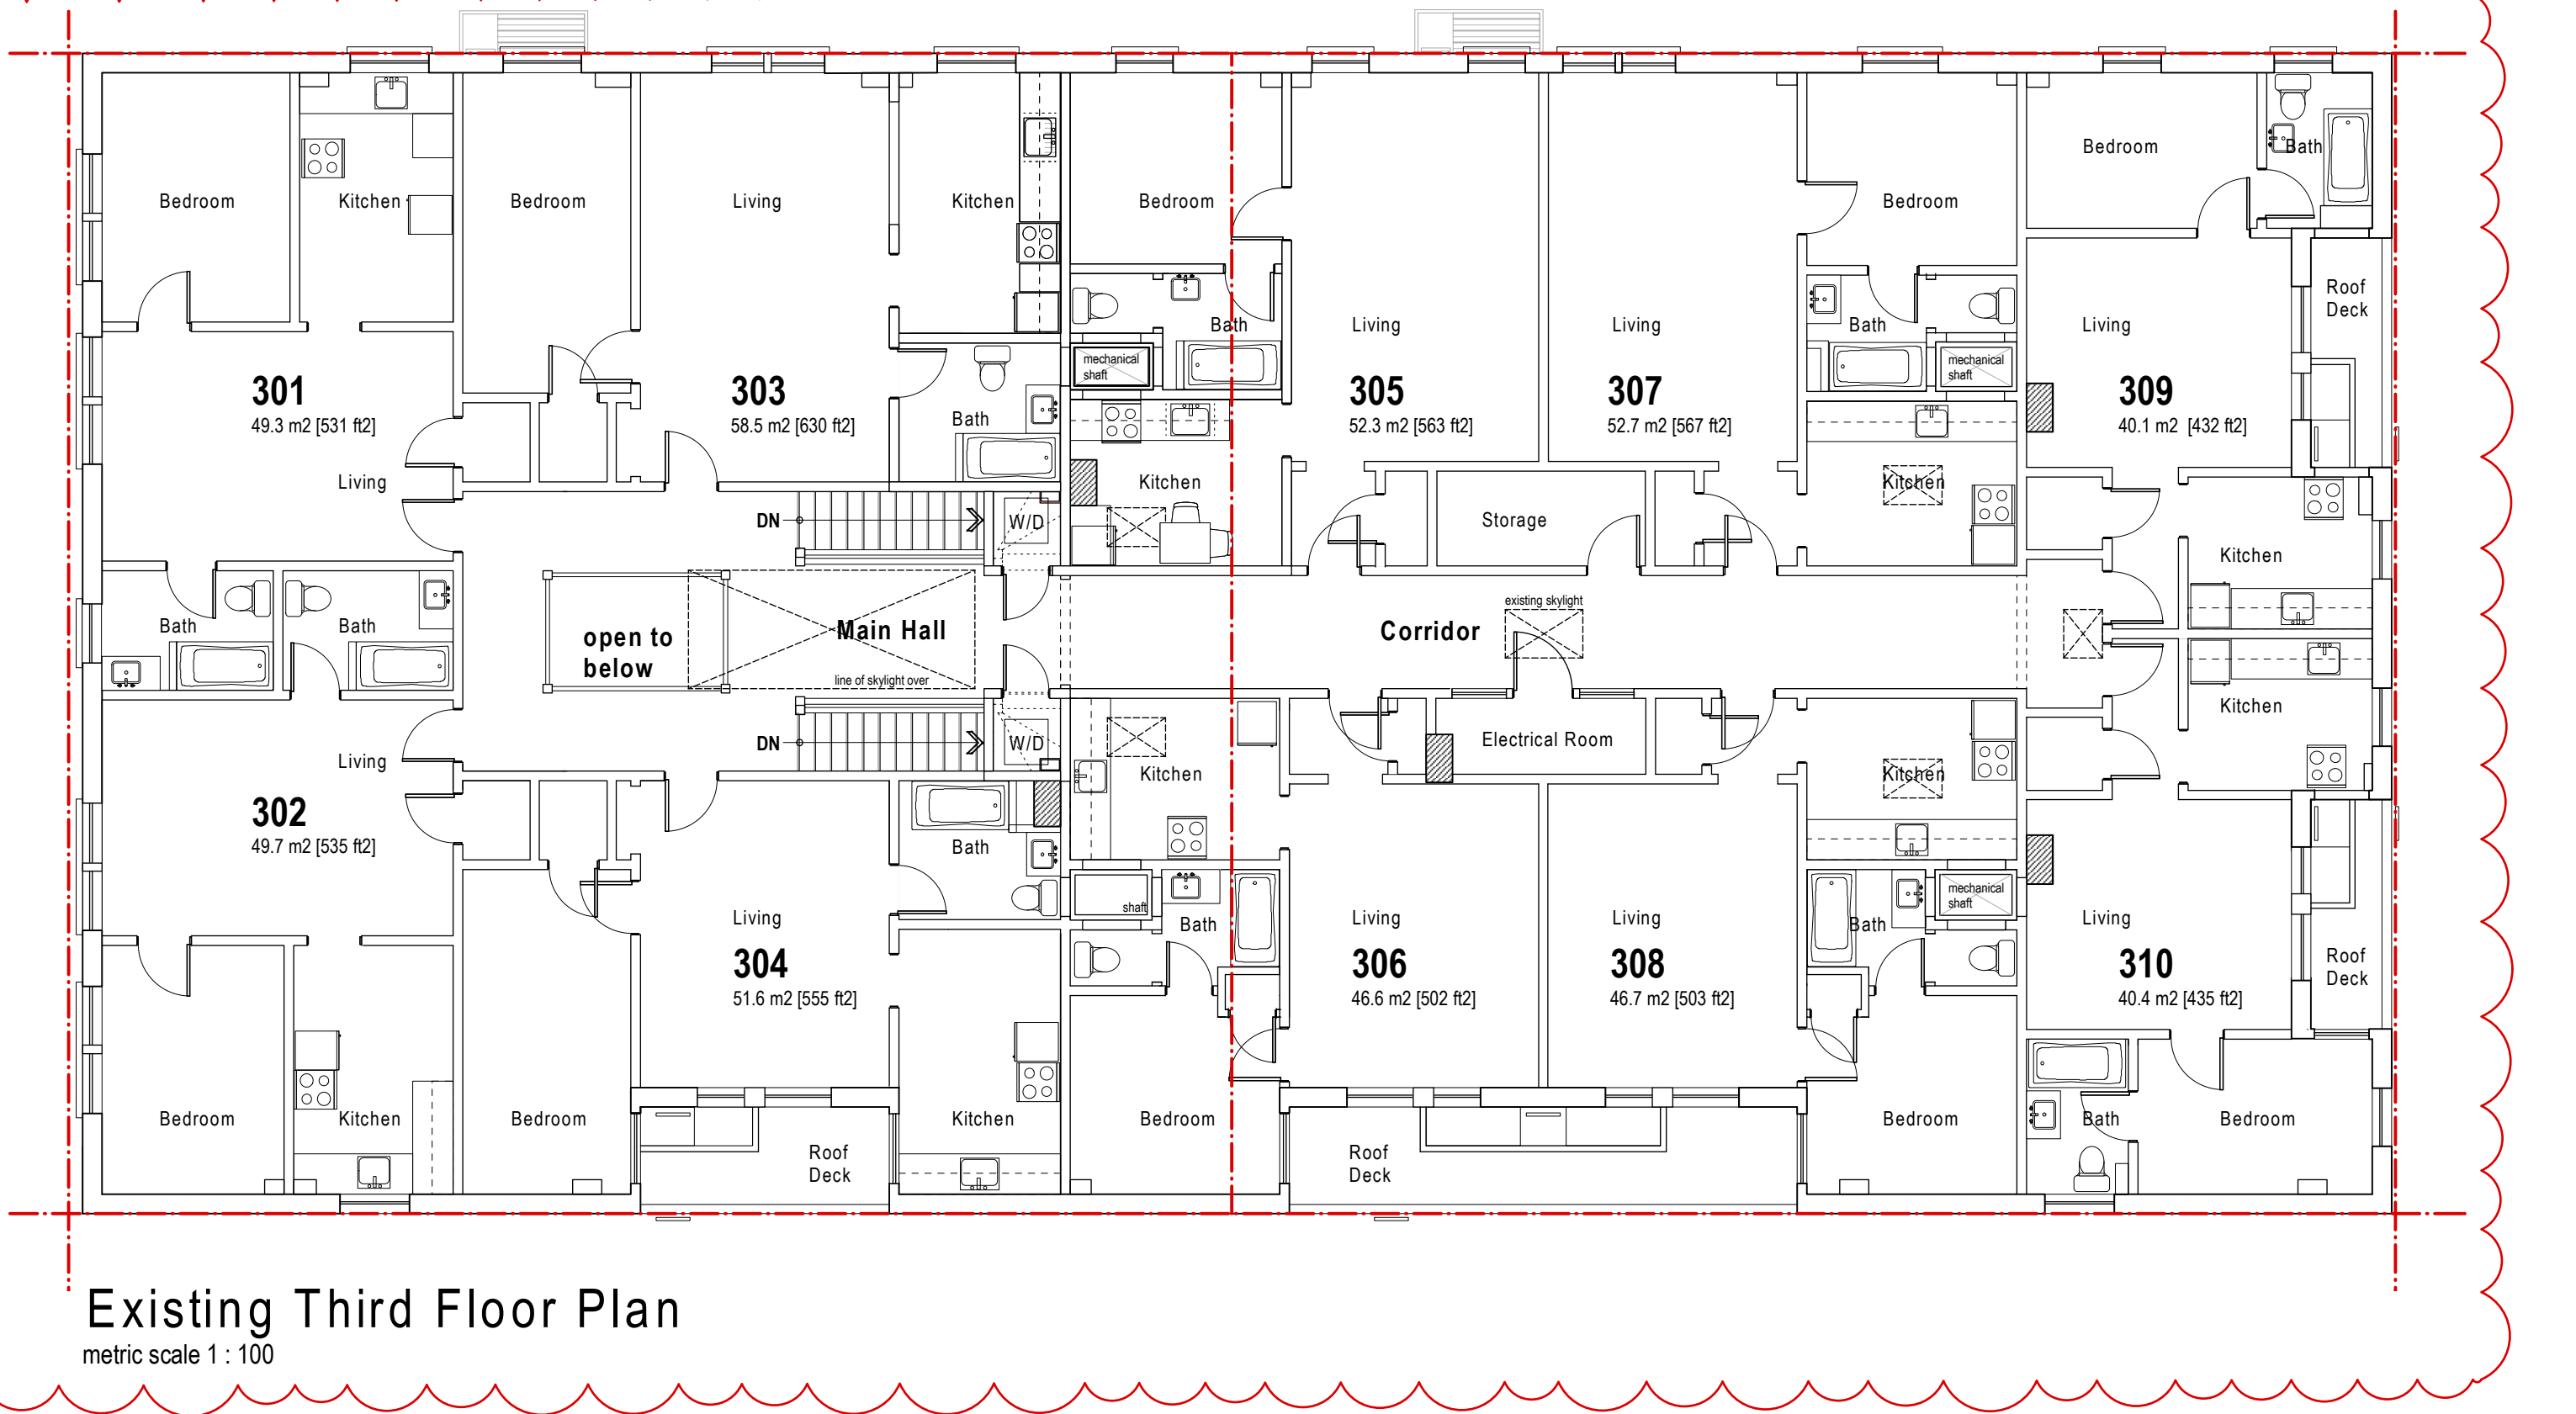 Bedroom
Kitchen
Bedroom
Living
Kitchen
Bedroom
Bedroom
Bedroom
Bath
Living
Bath
Living
Living
Bath
Living
Roof
Deck
mechanical
shaft
mechanical
shaft
301
49.3 m2 [531 ft2]
303
58.5 m2 [630 ft2]
305
52.3 m2 [563 ft2]
307
52.7 m2 [567 ft2]
309
40.1 m2 [432 ft2]
Bath
Living
Kitchen
Kitchen
DN
W/D
Storage
Kitchen
existing skylight
Bath
Bath
open to
below
Main Hall
line of skylight over
Corridor
Kitchen
DN
W/D
Electrical Room
Living
Kitchen
Kitchen
302
49.7 m2 [535 ft2]
Bath
mechanical
shaft
shaft
Living
Bath
Living
Living
Bath
Living
304
51.6 m2 [555 ft2]
306
46.6 m2 [502 ft2]
308
46.7 m2 [503 ft2]
310
40.4 m2 [435 ft2]
Roof
Deck
Bedroom
Kitchen
Bedroom
Kitchen
Bedroom
Bedroom
Bath
Bedroom
Roof
Deck
Roof
Deck
Existing Third Floor Plan
metric scale 1 : 100